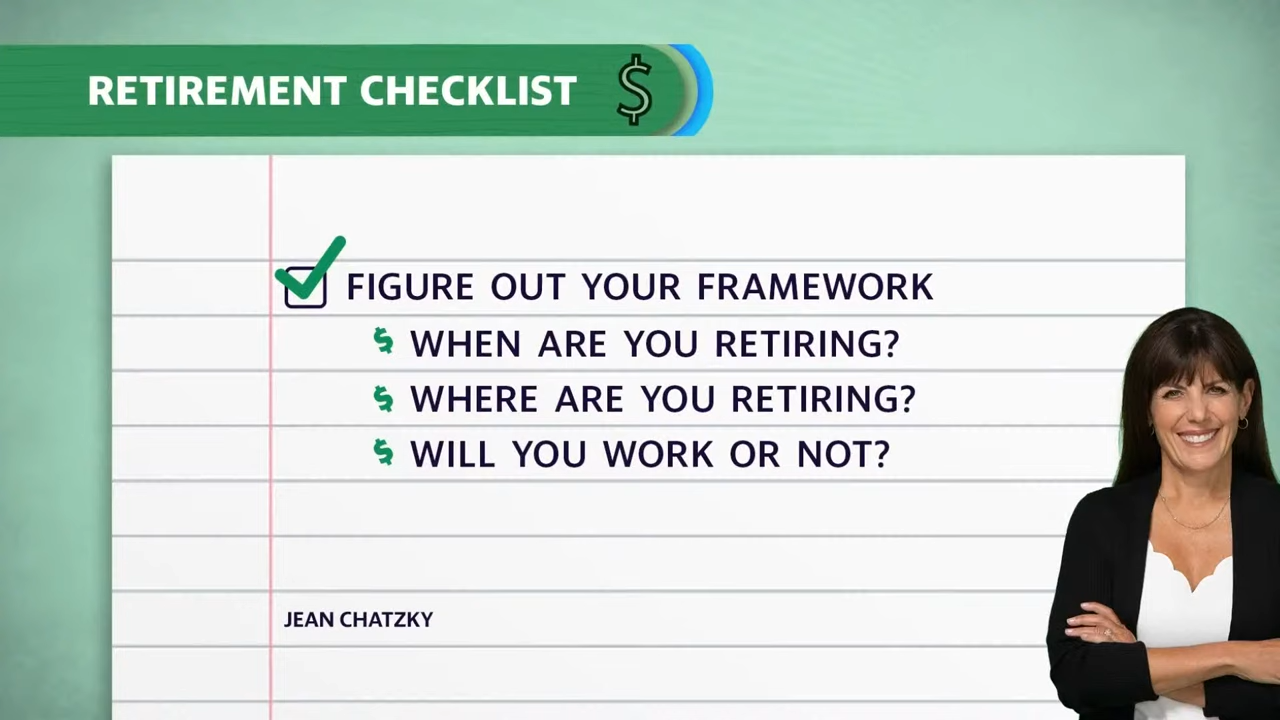 RETIREMENT CHECKLIST $
FIGURE OUT YOUR FRAMEWORK
$ WHEN ARE YOU RETIRING?
$ WHERE ARE YOU RETIRING?
$ WILL YOU WORK OR NOT?
JEAN CHATZKY